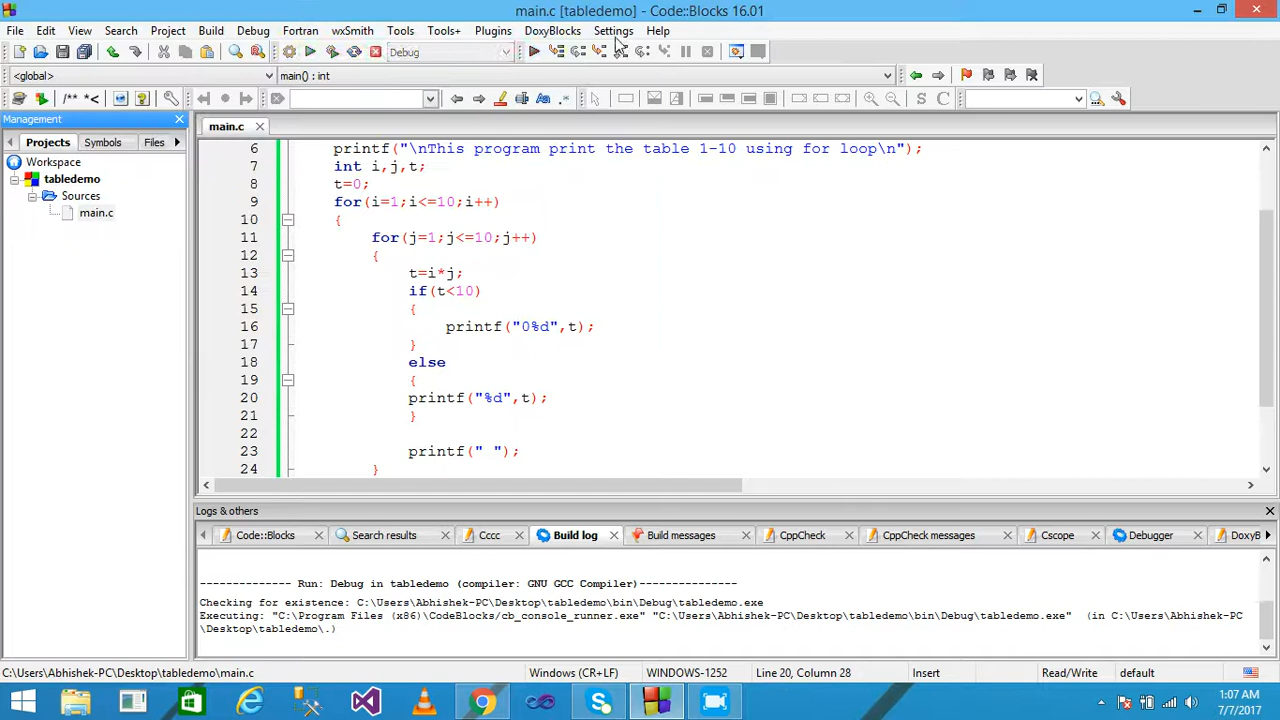 main.c [tabledemo] - Code::Blocks 16.01
File Edit View Search Project Build Debug Fortran wxSmith Tools Tools+ Plugins DoxyBlocks Settings Help
Debug
<global> main() : int
/** *<
S C
Management
main.c
Projects Symbols Files
Workspace
tabledemo
Sources
main.c
6 printf("\nThis program print the table 1-10 using for loop\n");
7 int i,j,t;
8 t=0;
9 for(i=1;i<=10;i++)
10 {
11 for(j=1;j<=10;j++)
12 {
13 t=i*j;
14 if(t<10)
15 {
16 printf("0%d",t);
17 }
18 else
19 {
20 printf("%d",t);
21 }
22
23 printf(" ");
24 }
Logs & others
Code::Blocks Search results Cccc Build log Build messages CppCheck CppCheck messages Cscope Debugger DoxyB
-------------- Run: Debug in tabledemo (compiler: GNU GCC Compiler)---------------
Checking for existence: C:\Users\Abhishek-PC\Desktop\tabledemo\bin\Debug\tabledemo.exe
Executing: "C:\Program Files (x86)\CodeBlocks/cb_console_runner.exe" "C:\Users\Abhishek-PC\Desktop\tabledemo\bin\Debug\tabledemo.exe" (in C:\Users\Abhishek-PC
\Desktop\tabledemo\.)
C:\Users\Abhishek-PC\Desktop\tabledemo\main.c Windows (CR+LF) WINDOWS-1252 Line 20, Column 28 Insert Read/Write default
1:07 AM
7/7/2017